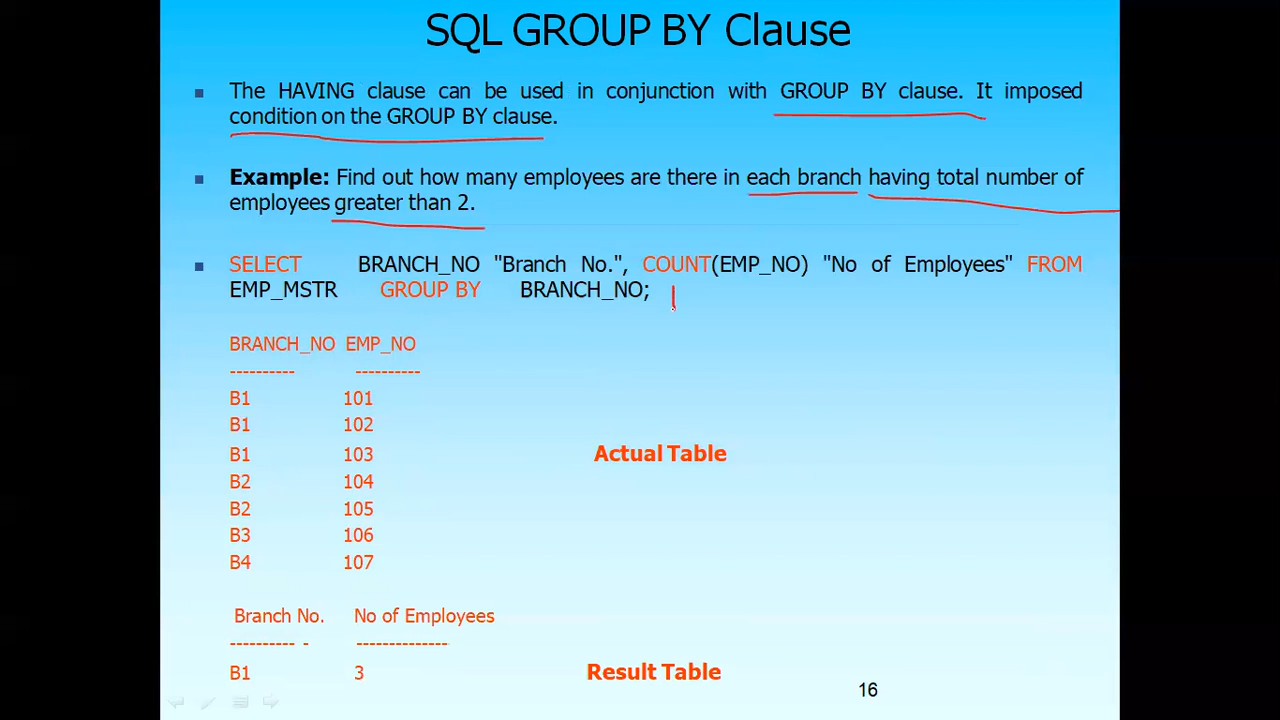 SQL GROUP BY Clause
The HAVING clause can be used in conjunction with GROUP BY clause. It imposed
condition on the GROUP BY clause.
Example: Find out how many employees are there in each branch having total number of
employees greater than 2.
SELECT BRANCH_NO "Branch No.", COUNT(EMP_NO) "No of Employees" FROM
EMP_MSTR GROUP BY BRANCH_NO;
BRANCH_NO EMP_NO
---------- ----------
B1 101
B1 102
B1 103
Actual Table
B2 104
B2 105
B3 106
B4 107
Branch No. No of Employees
---------- - --------------
B1 3
Result Table
16